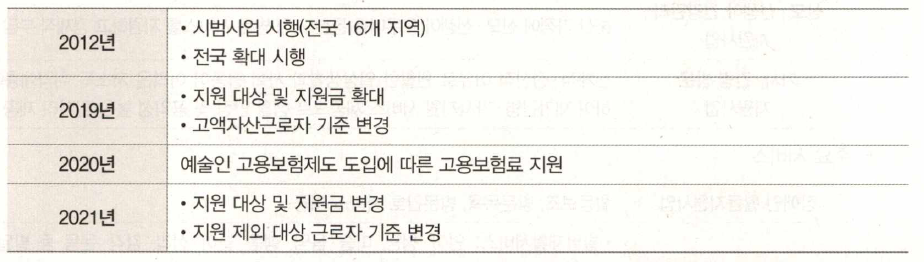 2012년
• 시범사업 시행(전국 16개 지역)
• 전국 확대 시행
2019년
• 지원 대상 및 지원금 확대
• 고액자산근로자 기준 변경
2020년
예술인 고용보험제도 도입에 따른 고용보험료 지원
2021년
• 지원 대상 및 지원금 변경
• 지원 제외 대상 근로자 기준 변경